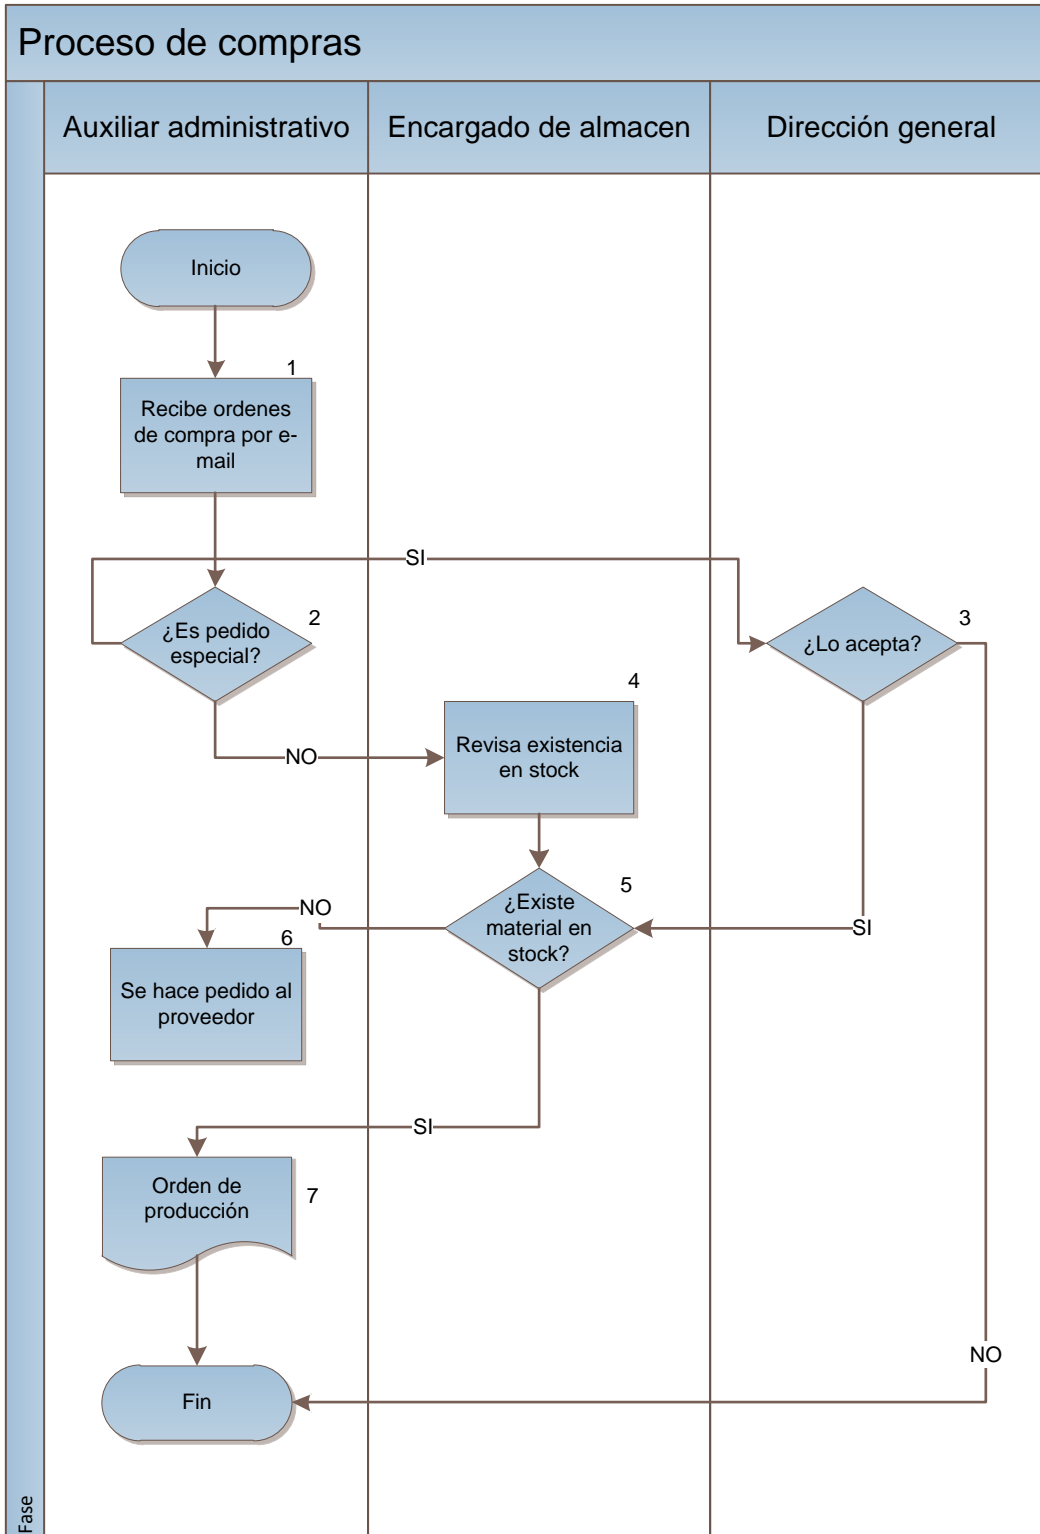 Proceso de compras
Auxiliar administrativo
Encargado de almacen
Dirección general
Inicio
1
Recibe ordenes
de compra por e-
mail
SI
2
¿Es pedido
especial?
3
¿Lo acepta?
4
Revisa existencia
en stock
NO
5
¿Existe
material en
stock?
NO
SI
6
Se hace pedido al
proveedor
SI
7
Orden de
producción
NO
Fin
Fase